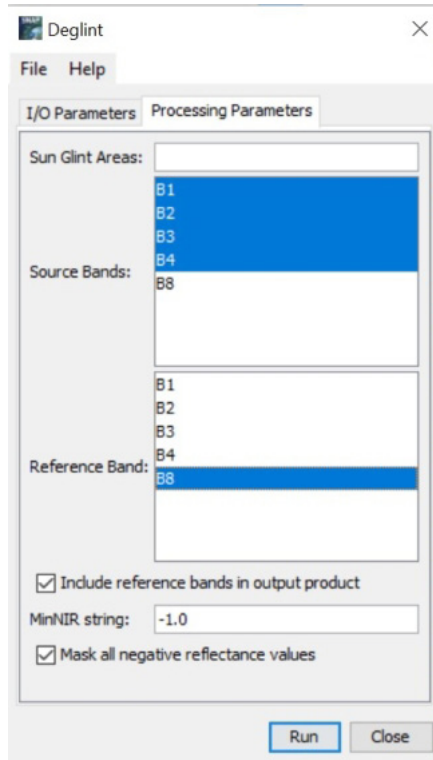 SNAP Deglint
File Help
I/O Parameters Processing Parameters
Sun Glint Areas:
Source Bands:
B1
B2
B3
B4
B8
Reference Band:
B1
B2
B3
B4
B8
Include reference bands in output product
MinNIR string: -1.0
Mask all negative reflectance values
Run Close